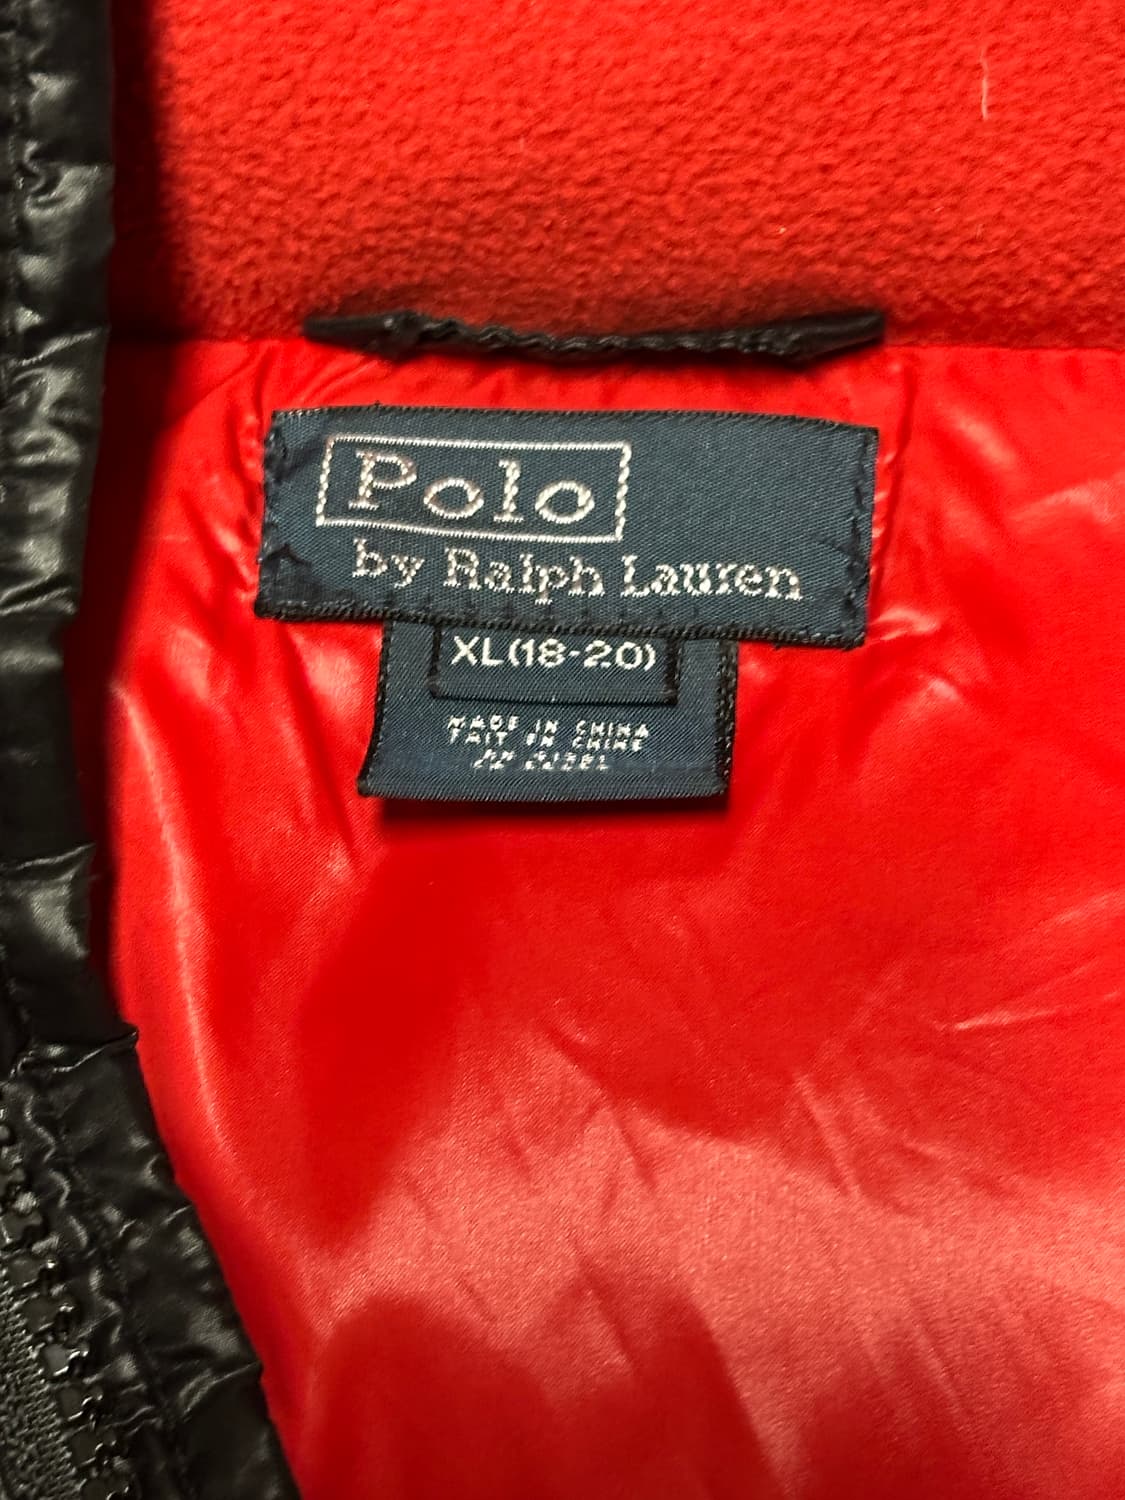 Polo
by Ralph Lauren
XL(18-20)
MADE IN CHINA
FAIT EN CHINE